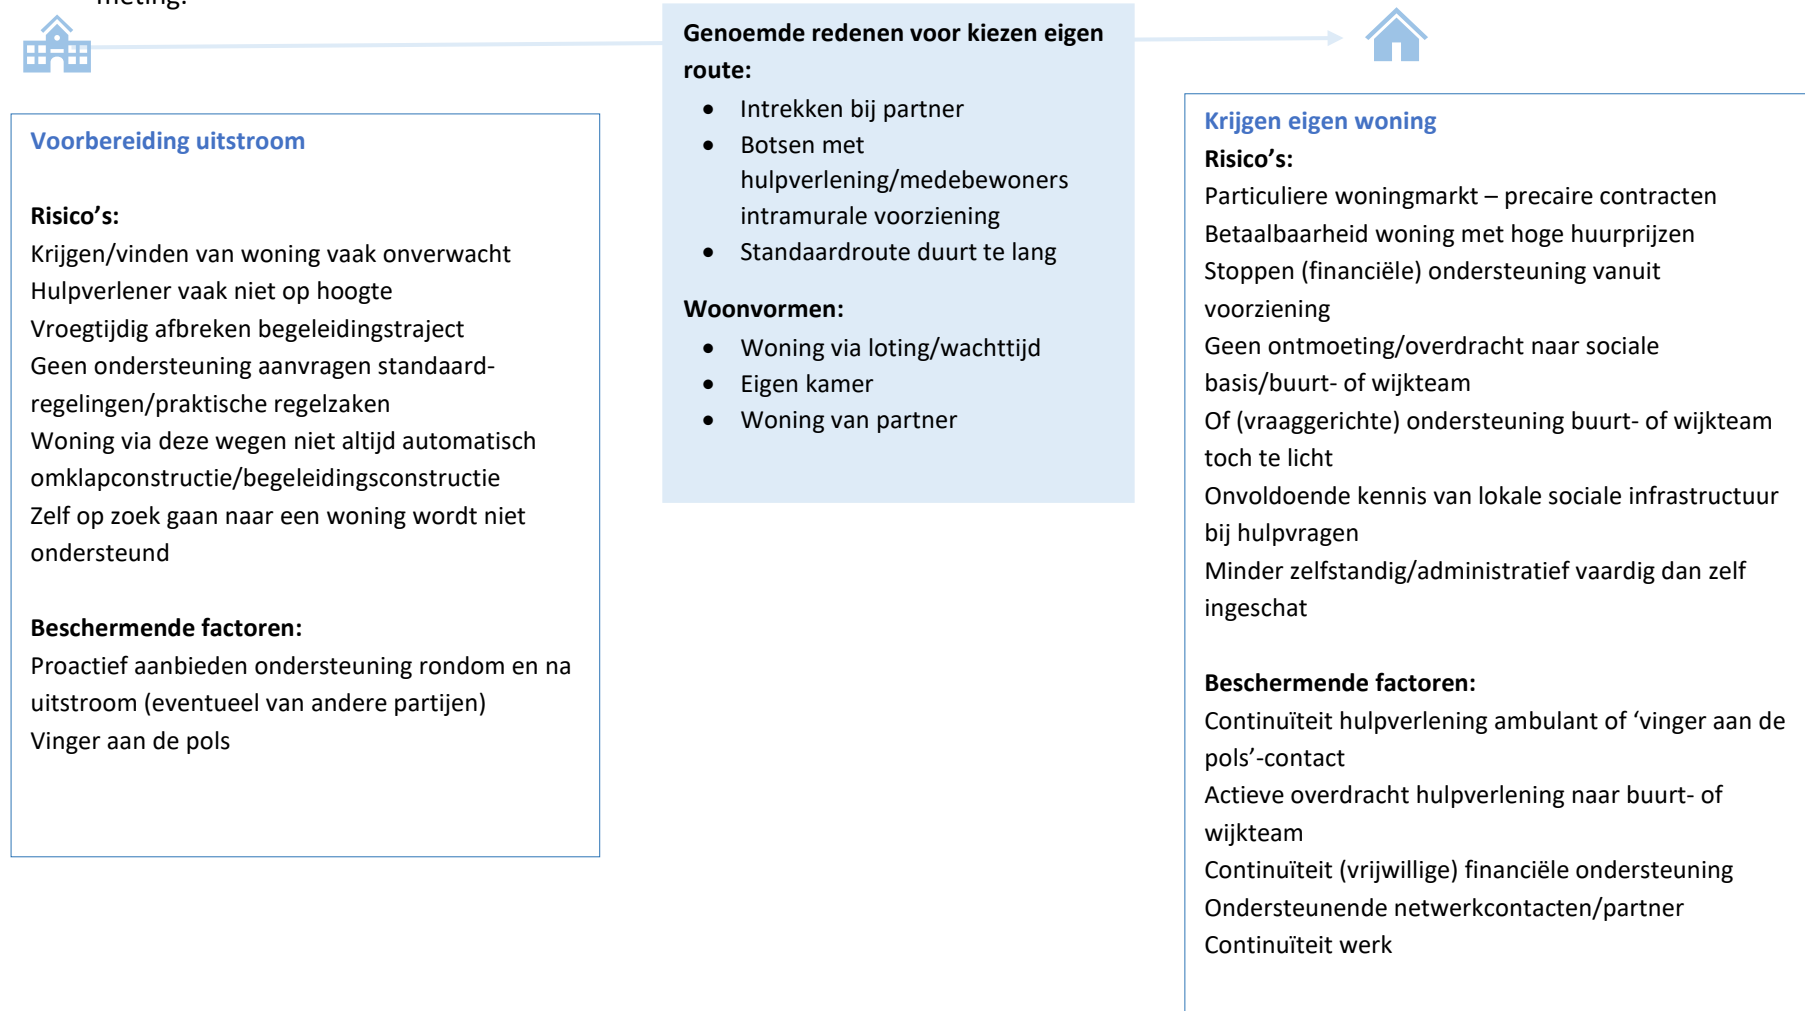 meting.
Voorbereiding uitstroom
Risico’s:
Krijgen/vinden van woning vaak onverwacht
Hulpverlener vaak niet op hoogte
Vroegtijdig afbreken begeleidingstraject
Geen ondersteuning aanvragen standaard-
regelingen/praktische regelzaken
Woning via deze wegen niet altijd automatisch
omklapconstructie/begeleidingsconstructie
Zelf op zoek gaan naar een woning wordt niet
ondersteund
Beschermende factoren:
Proactief aanbieden ondersteuning rondom en na
uitstroom (eventueel van andere partijen)
Vinger aan de pols
Genoemde redenen voor kiezen eigen
route:
• Intrekken bij partner
• Botsen met
hulpverlening/medebewoners
intramurale voorziening
• Standaardroute duurt te lang
Woonvormen:
• Woning via loting/wachttijd
• Eigen kamer
• Woning van partner
Krijgen eigen woning
Risico’s:
Particuliere woningmarkt – precaire contracten
Betaalbaarheid woning met hoge huurprijzen
Stoppen (financiële) ondersteuning vanuit
voorziening
Geen ontmoeting/overdracht naar sociale
basis/buurt- of wijkteam
Of (vraaggerichte) ondersteuning buurt- of wijkteam
toch te licht
Onvoldoende kennis van lokale sociale infrastructuur
bij hulpvragen
Minder zelfstandig/administratief vaardig dan zelf
ingeschat
Beschermende factoren:
Continuïteit hulpverlening ambulant of ‘vinger aan de
pols’-contact
Actieve overdracht hulpverlening naar buurt- of
wijkteam
Continuïteit (vrijwillige) financiële ondersteuning
Ondersteunende netwerkcontacten/partner
Continuïteit werk